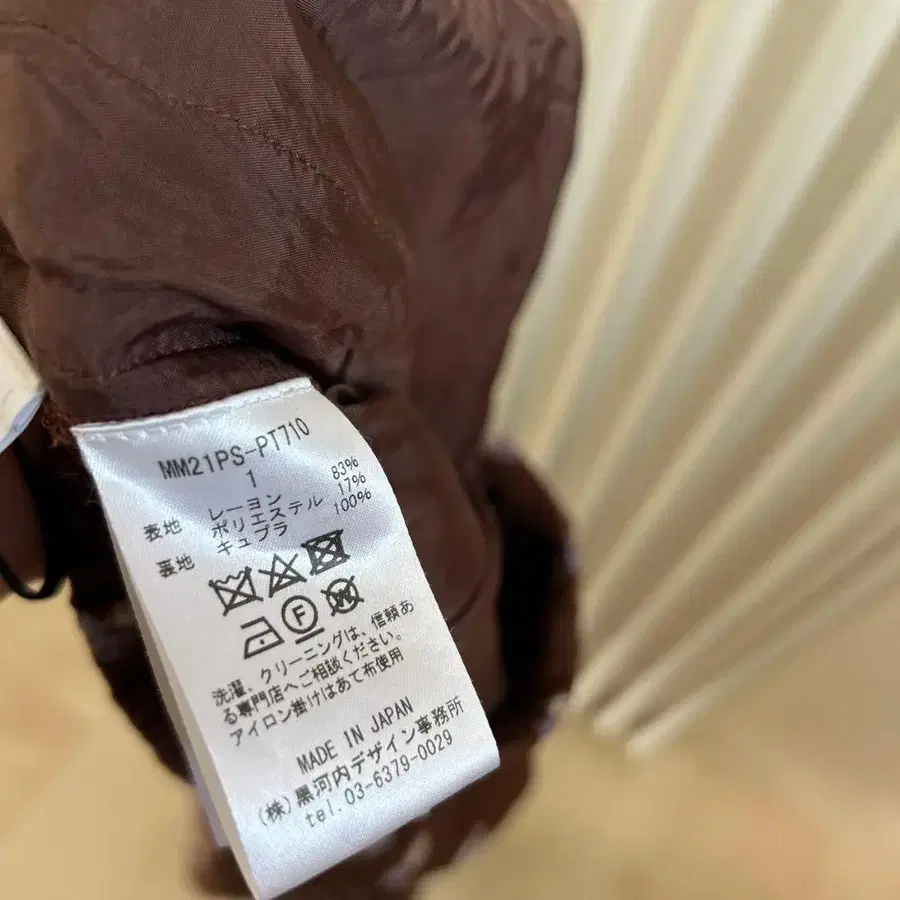 MM21PS-PT710
1
表地 レーヨン 83%
ポリエステル 17%
裏地 キュプラ 100%
F
W
洗濯、クリーニングは、信頼あ
る専門店へご相談ください。
アイロン掛けはあて布使用
MADE IN JAPAN
(株)黒河内デザイン事務所
tel.03-6379-0029